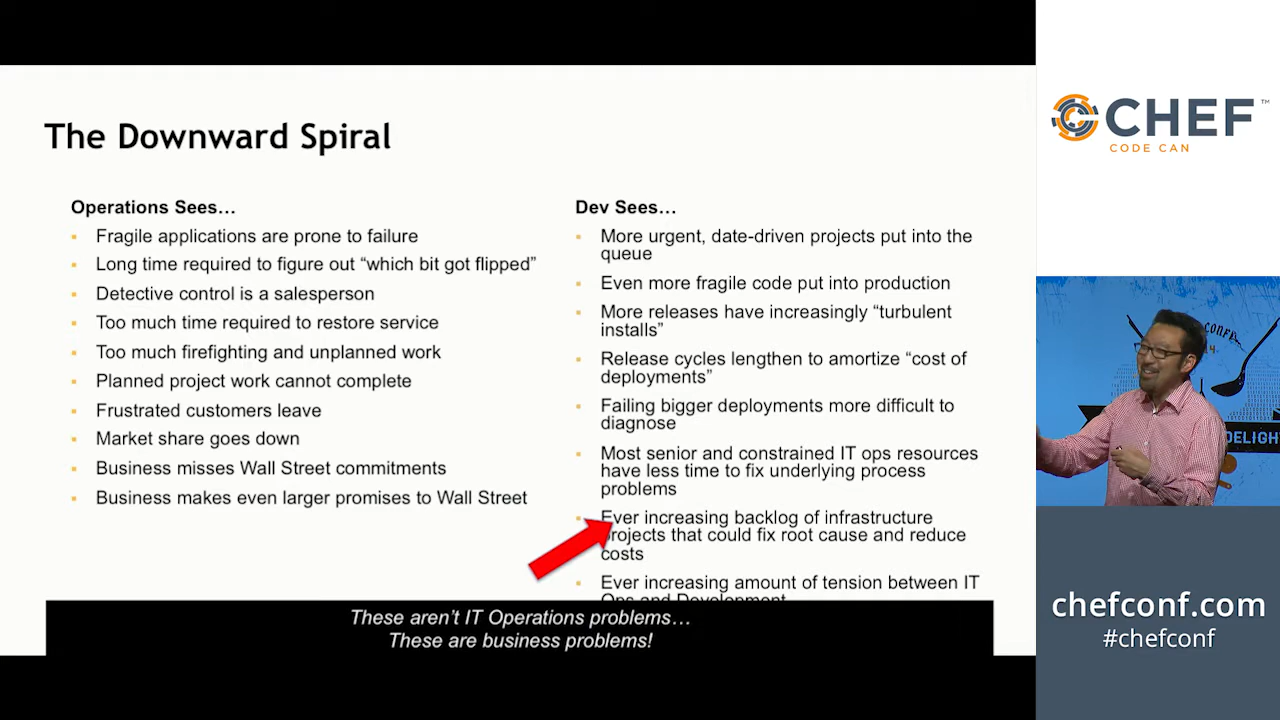 The Downward Spiral
Operations Sees…
Fragile applications are prone to failure
Long time required to figure out “which bit got flipped”
Detective control is a salesperson
Too much time required to restore service
Too much firefighting and unplanned work
Planned project work cannot complete
Frustrated customers leave
Market share goes down
Business misses Wall Street commitments
Business makes even larger promises to Wall Street
Dev Sees…
More urgent, date-driven projects put into the
queue
Even more fragile code put into production
More releases have increasingly “turbulent
installs”
Release cycles lengthen to amortize “cost of
deployments”
Failing bigger deployments more difficult to
diagnose
Most senior and constrained IT ops resources
have less time to fix underlying process
problems
Ever increasing backlog of infrastructure
projects that could fix root cause and reduce
costs
Ever increasing amount of tension between IT
Ops and Development
These aren’t IT Operations problems…
These are business problems!
CHEF™
CODE CAN
DELIGHT
chefconf.com
#chefconf